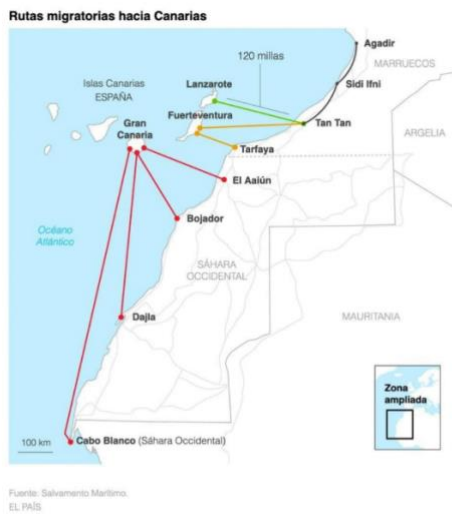 Rutas migratorias hacia Canarias
Agadir
120 millas
MARRUECOS
Islas Canarias
ESPAÑA
Lanzarote
Sidi Ifni
Fuerteventura
Gran
Canaria
Tan Tan
ARGELIA
Tarfaya
El Aaiún
Bojador
Océano
Atlántico
SÁHARA
OCCIDENTAL
Dajla
MAURITANIA
Zona
ampliada
100 km
Cabo Blanco (Sáhara Occidental)
Fuente: Salvamento Marítimo.
EL PAÍS